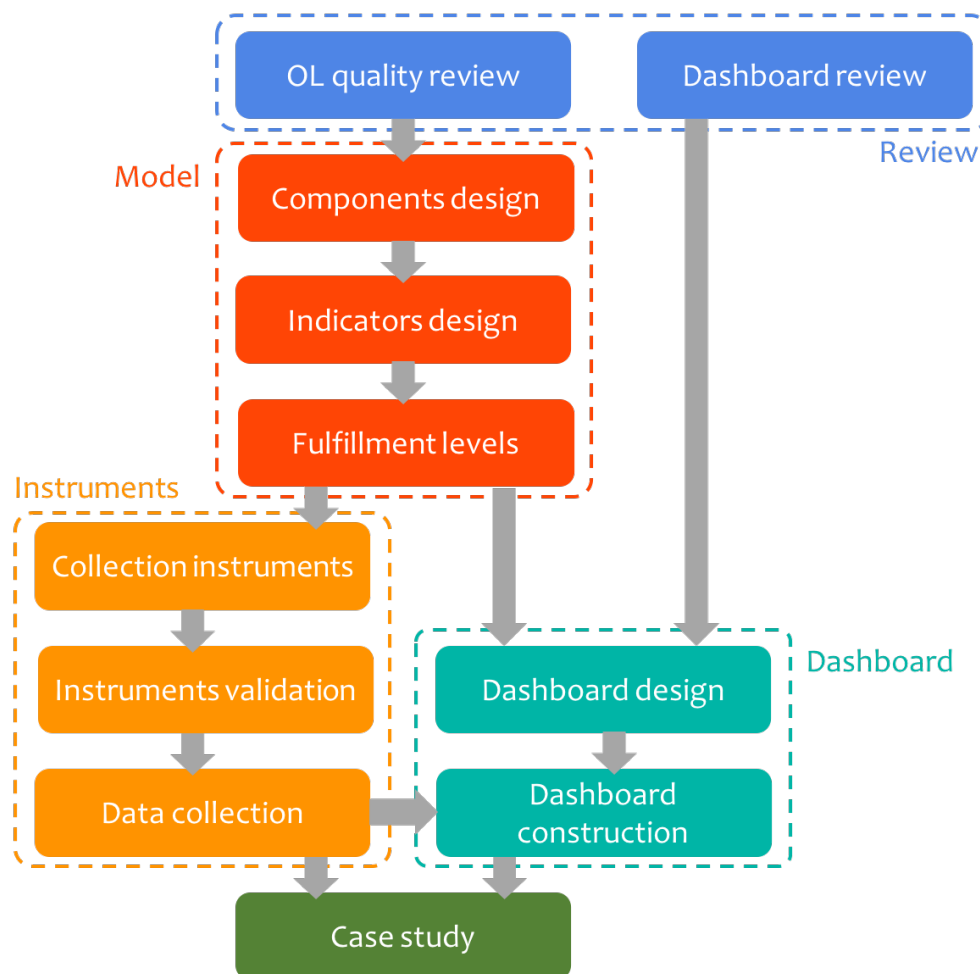 OL quality review
Dashboard review
Review
Model
Components design
Indicators design
Fulfillment levels
Instruments
Collection instruments
Instruments validation
Data collection
Dashboard
Dashboard design
Dashboard
construction
Case study